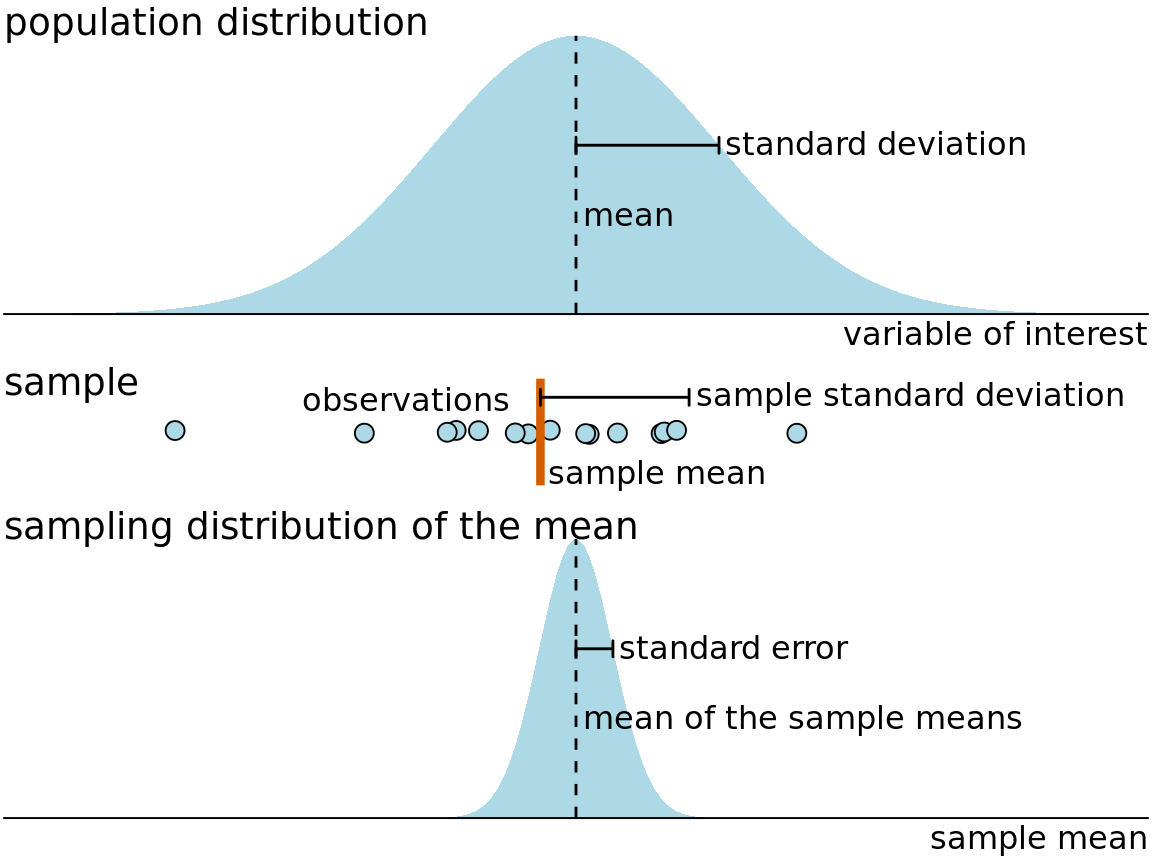 population distribution
standard deviation
mean
variable of interest
sample
observations
sample standard deviation
sample mean
sampling distribution of the mean
standard error
mean of the sample means
sample mean